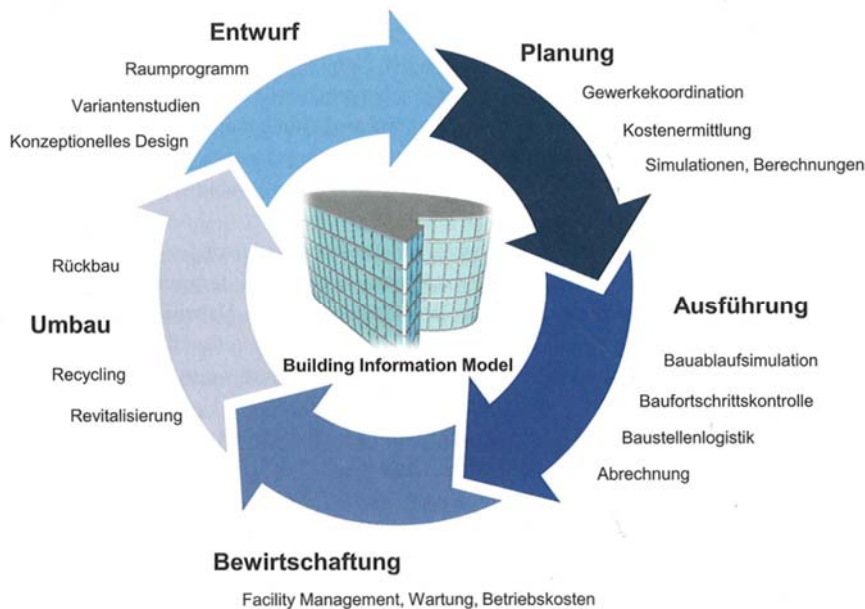 Entwurf
Raumprogramm
Variantenstudien
Konzeptionelles Design
Planung
Gewerkekoordination
Kostenermittlung
Simulationen, Berechnungen
Ausführung
Bauablaufsimulation
Baufortschrittskontrolle
Baustellenlogistik
Abrechnung
Bewirtschaftung
Facility Management, Wartung, Betriebskosten
Rückbau
Umbau
Recycling
Revitalisierung
Building Information Model